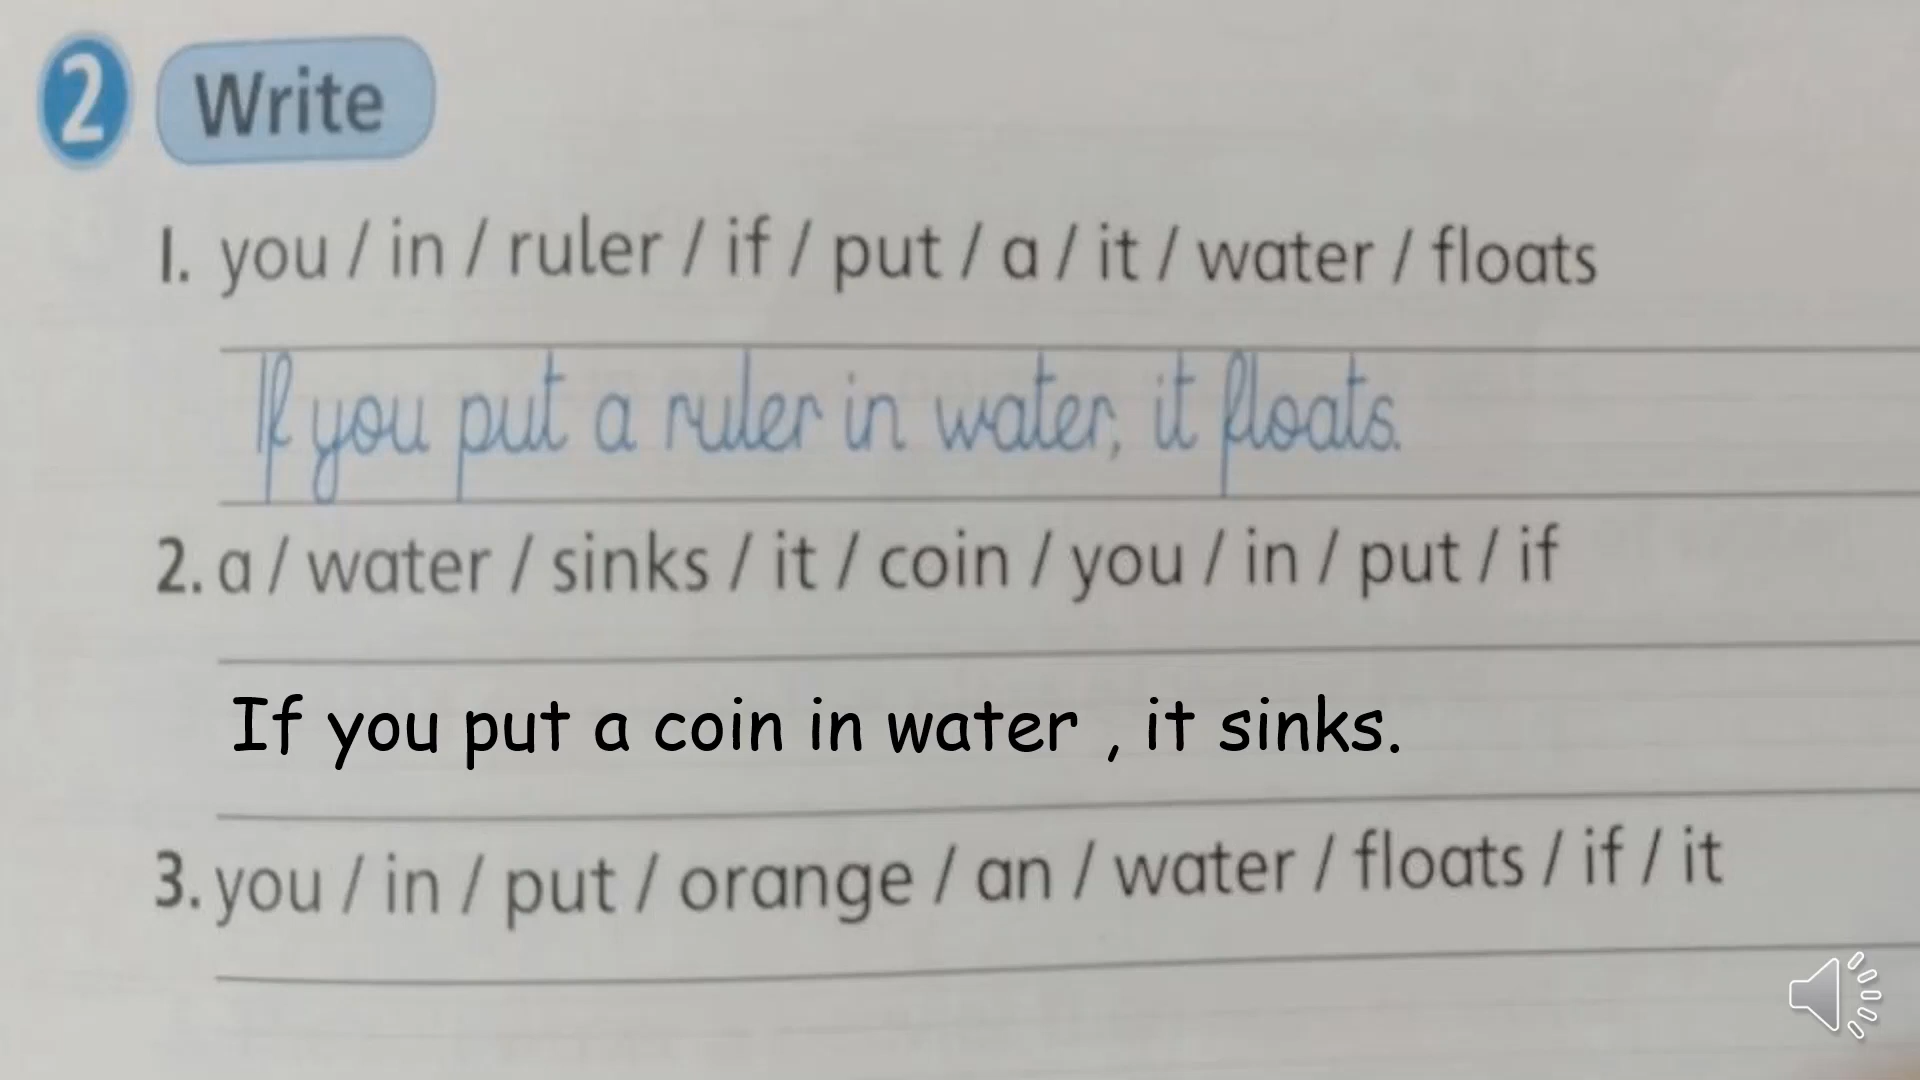 2 Write
1. you / in / ruler / if / put / a / it / water / floats
If you put a ruler in water, it floats.
2. a / water / sinks / it / coin / you / in / put / if
If you put a coin in water , it sinks.
3. you / in / put / orange / an / water / floats / if / it